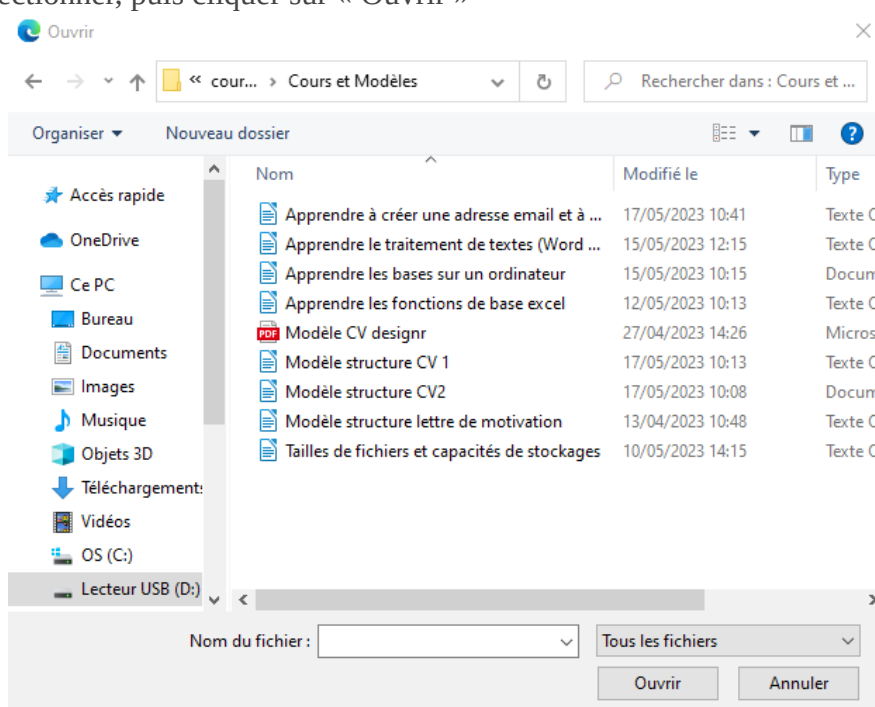 ectionner, puis cliquer sur « Ouvrir »
Ouvrir
« cour... › Cours et Modèles
Rechercher dans : Cours et ...
Organiser Nouveau dossier
Nom Modifié le Type
Accès rapide
OneDrive
Ce PC
Bureau
Documents
Images
Musique
Objets 3D
Téléchargements
Vidéos
OS (C:)
Lecteur USB (D:)
Apprendre à créer une adresse email et à ... 17/05/2023 10:41 Texte O
Apprendre le traitement de textes (Word ... 15/05/2023 12:15 Texte O
Apprendre les bases sur un ordinateur 15/05/2023 10:15 Docum
Apprendre les fonctions de base excel 12/05/2023 10:13 Texte O
PDF Modèle CV designr 27/04/2023 14:26 Micros
Modèle structure CV 1 17/05/2023 10:13 Texte O
Modèle structure CV2 17/05/2023 10:08 Docum
Modèle structure lettre de motivation 13/04/2023 10:48 Texte O
Tailles de fichiers et capacités de stockages 10/05/2023 14:15 Texte O
Nom du fichier : Tous les fichiers
Ouvrir Annuler